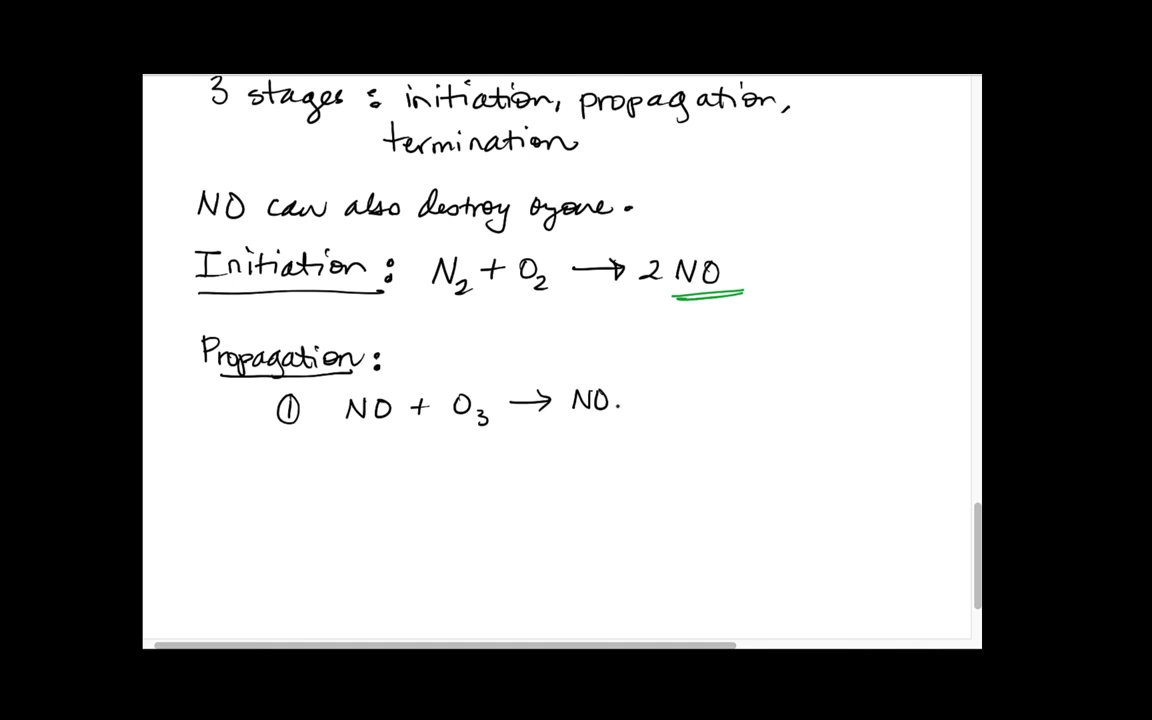 3 stages : initiation, propagation,
termination
NO can also destroy ozone.
Initiation: N₂ + O₂ → 2 NO
Propagation:
① NO + O₃ → NO.